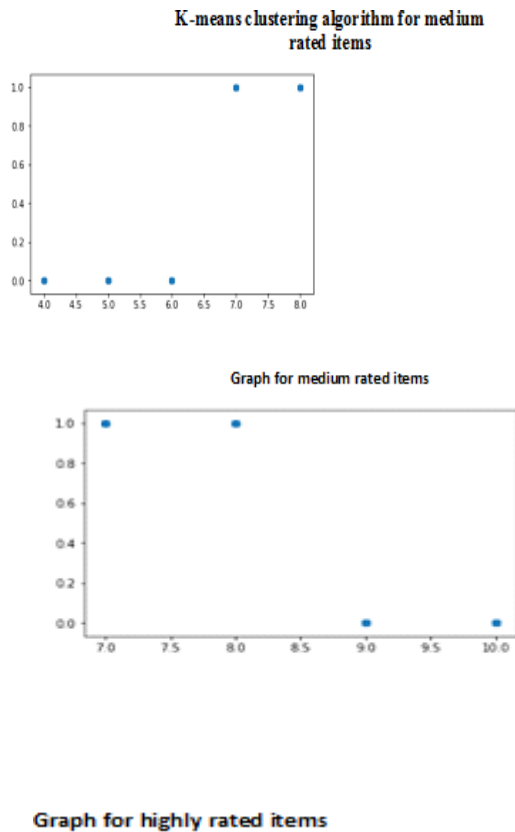 K-means clustering algorithm for medium
rated items
1.0
0.8
0.6
0.4
0.2
0.0
4.0 4.5 5.0 5.5 6.0 6.5 7.0 7.5 8.0
Graph for medium rated items
1.0
0.8
0.6
0.4
0.2
0.0
7.0 7.5 8.0 8.5 9.0 9.5 10.0
Graph for highly rated items